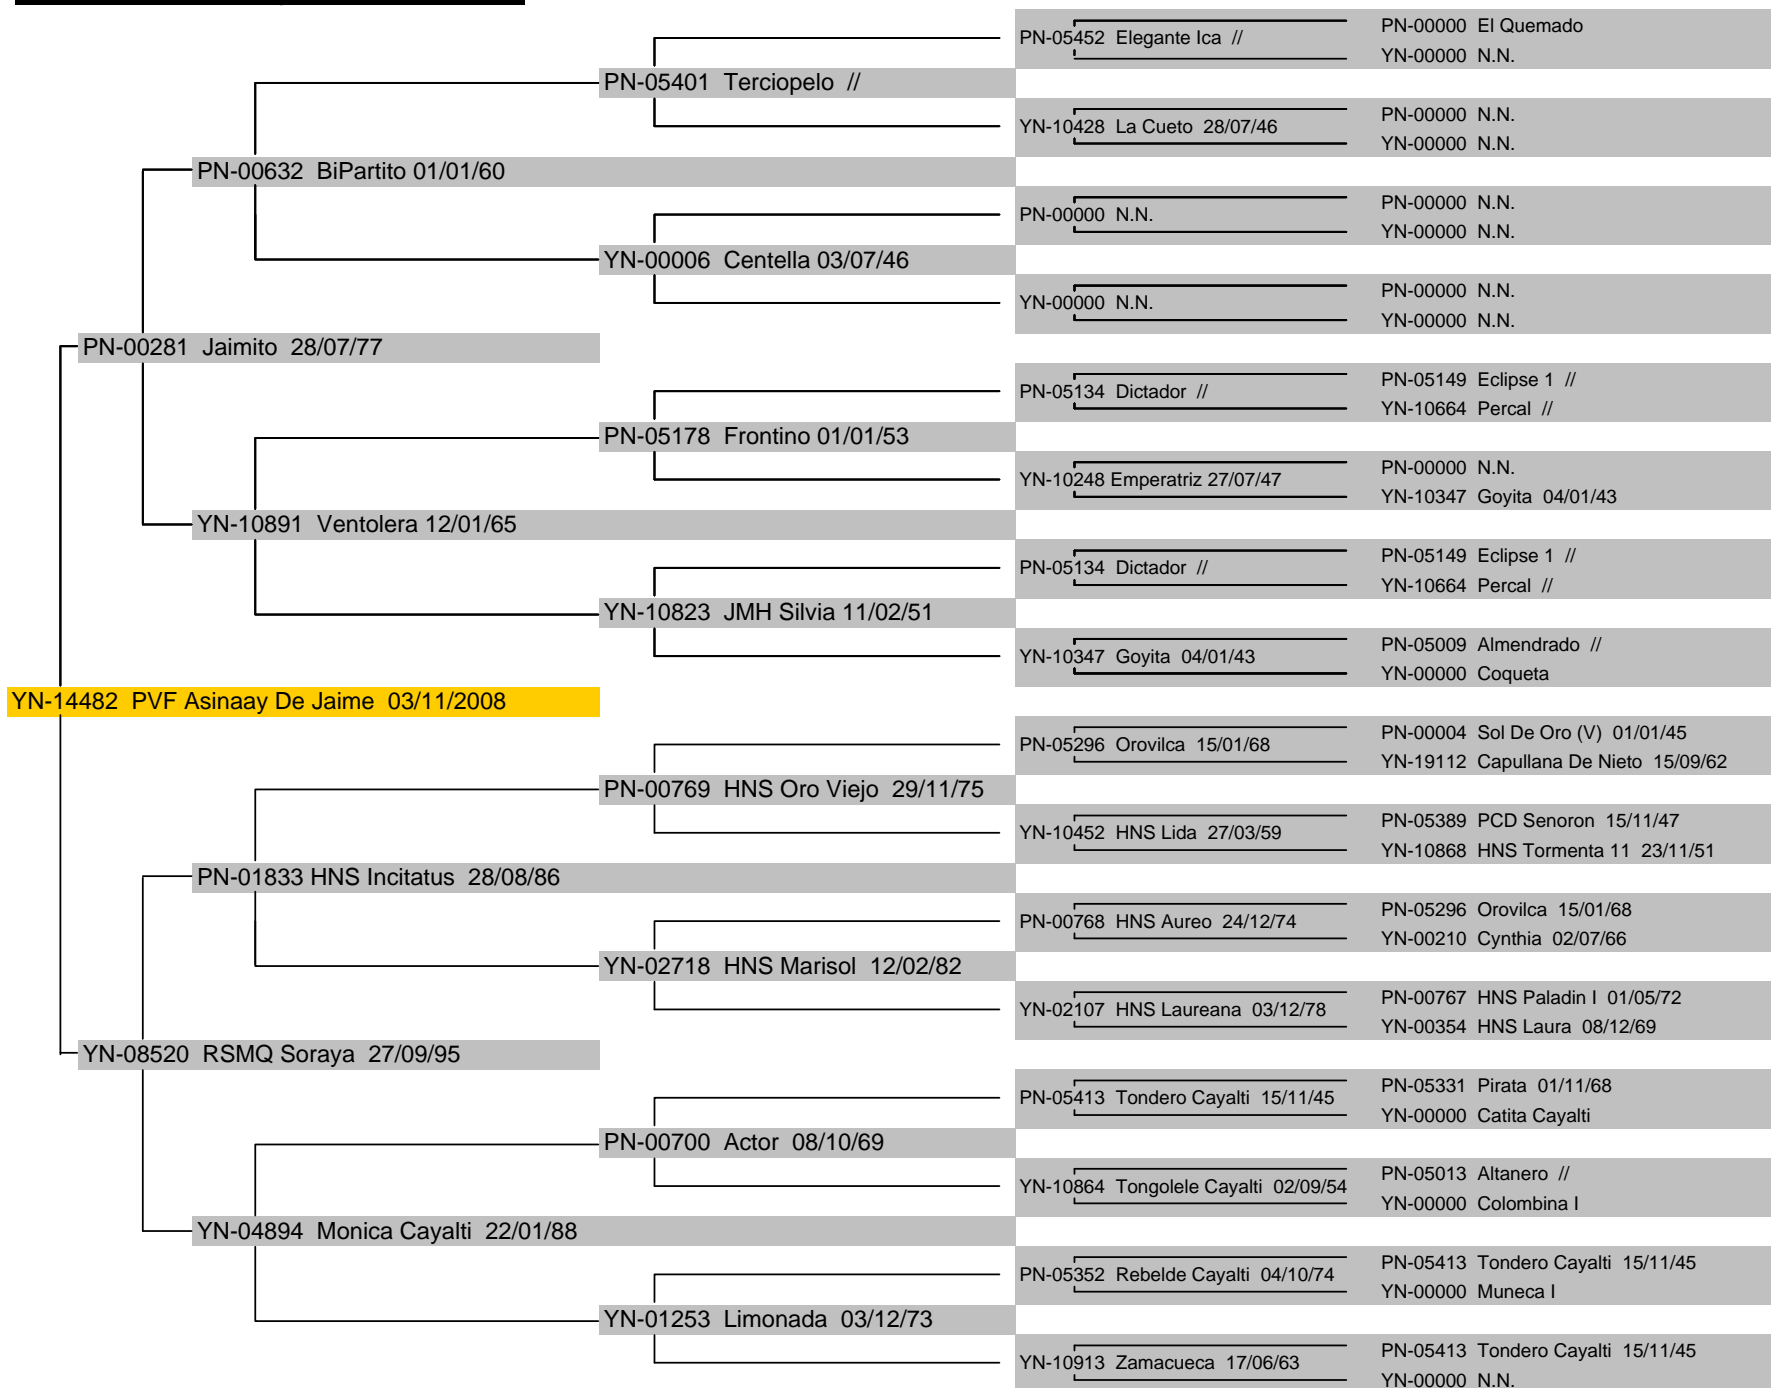 PN-00000 El Quemado
PN-05452 Elegante Ica //
YN-00000 N.N.
PN-05401 Terciopelo //
PN-00000 N.N.
YN-10428 La Cueto 28/07/46
YN-00000 N.N.
PN-00632 BiPartito 01/01/60
PN-00000 N.N.
PN-00000 N.N.
YN-00000 N.N.
YN-00006 Centella 03/07/46
PN-00000 N.N.
YN-00000 N.N.
YN-00000 N.N.
PN-00281 Jaimito 28/07/77
PN-05149 Eclipse 1 //
PN-05134 Dictador //
YN-10664 Percal //
PN-05178 Frontino 01/01/53
PN-00000 N.N.
YN-10248 Emperatriz 27/07/47
YN-10347 Goyita 04/01/43
YN-10891 Ventolera 12/01/65
PN-05149 Eclipse 1 //
PN-05134 Dictador //
YN-10664 Percal //
YN-10823 JMH Silvia 11/02/51
PN-05009 Almendrado //
YN-10347 Goyita 04/01/43
YN-00000 Coqueta
YN-14482 PVF Asinaay De Jaime 03/11/2008
PN-00004 Sol De Oro (V) 01/01/45
PN-05296 Orovilca 15/01/68
YN-19112 Capullana De Nieto 15/09/62
PN-00769 HNS Oro Viejo 29/11/75
PN-05389 PCD Senoron 15/11/47
YN-10452 HNS Lida 27/03/59
YN-10868 HNS Tormenta 11 23/11/51
PN-01833 HNS Incitatus 28/08/86
PN-05296 Orovilca 15/01/68
PN-00768 HNS Aureo 24/12/74
YN-00210 Cynthia 02/07/66
YN-02718 HNS Marisol 12/02/82
PN-00767 HNS Paladin I 01/05/72
YN-02107 HNS Laureana 03/12/78
YN-00354 HNS Laura 08/12/69
YN-08520 RSMQ Soraya 27/09/95
PN-05331 Pirata 01/11/68
PN-05413 Tondero Cayalti 15/11/45
YN-00000 Catita Cayalti
PN-00700 Actor 08/10/69
PN-05013 Altanero //
YN-10864 Tongolele Cayalti 02/09/54
YN-00000 Colombina I
YN-04894 Monica Cayalti 22/01/88
PN-05413 Tondero Cayalti 15/11/45
PN-05352 Rebelde Cayalti 04/10/74
YN-00000 Muneca I
YN-01253 Limonada 03/12/73
PN-05413 Tondero Cayalti 15/11/45
YN-10913 Zamacueca 17/06/63
YN-00000 N.N.